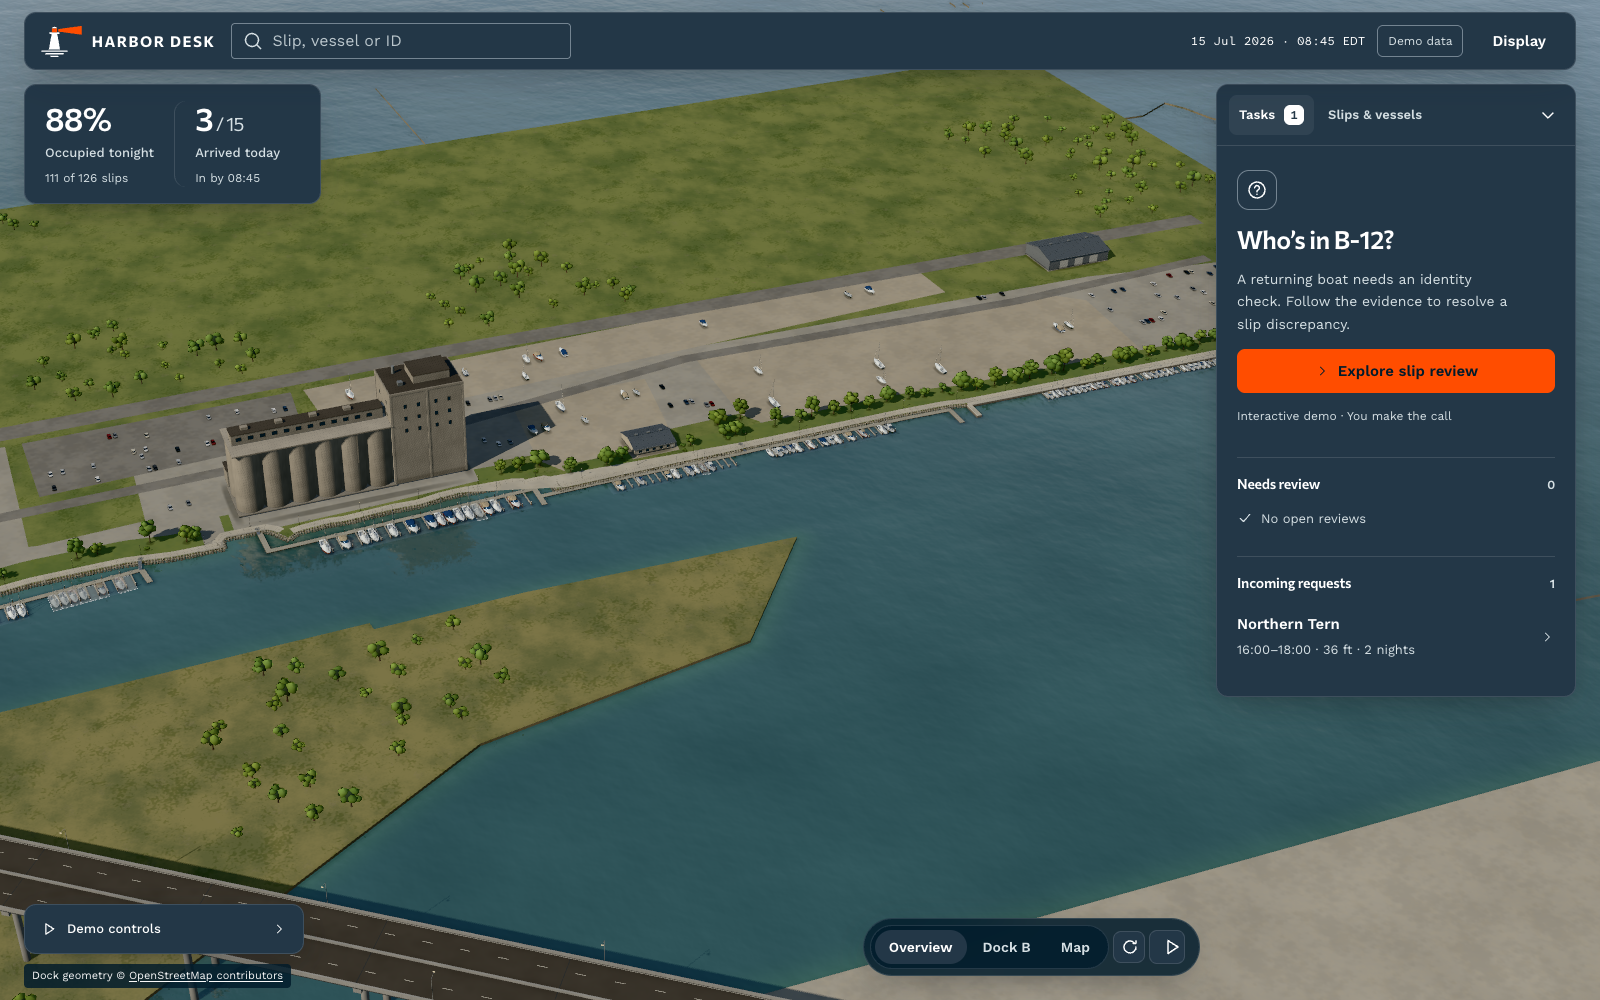 HARBOR DESK
Slip, vessel or ID
15 Jul 2026 · 08:45 EDT
Demo data
Display
88%
Occupied tonight
111 of 126 slips
3/15
Arrived today
In by 08:45
Tasks 1
Slips & vessels
Who's in B-12?
A returning boat needs an identity
check. Follow the evidence to resolve a
slip discrepancy.
Explore slip review
Interactive demo · You make the call
Needs review 0
No open reviews
Incoming requests 1
Northern Tern
16:00–18:00 · 36 ft · 2 nights
Demo controls
Dock geometry © OpenStreetMap contributors
Overview
Dock B
Map